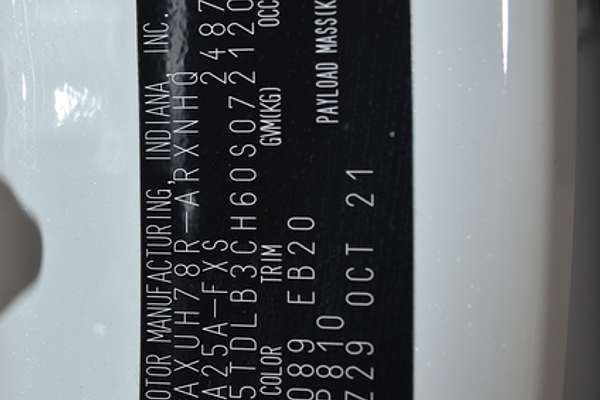 OTOR MANUFACTURING, INDIANA, INC.
AXUH78R-ARXNHQ
A25A-FXS 2487
5TDLB3CH60S072120
COLOR TRIM GVM(KG) OCC
089 EB20
P810 PAYLOAD MASS(K
Z29 OCT 21